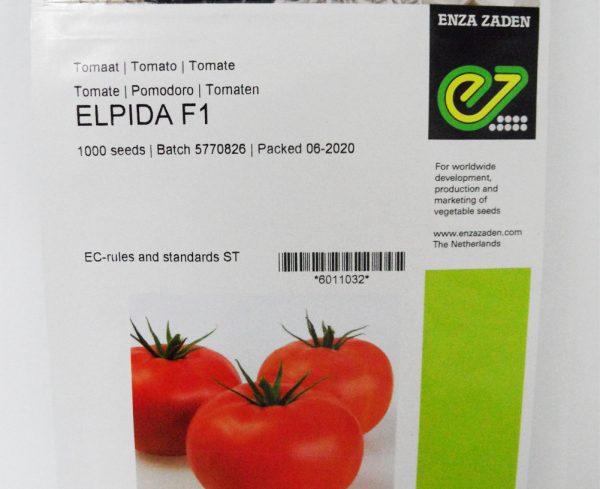 ENZA ZADEN
Tomaat | Tomato | Tomate
Tomate | Pomodoro | Tomaten
ELPIDA F1
1000 seeds | Batch 5770826 | Packed 06-2020
For worldwide
development,
production and
marketing of
vegetable seeds
www.enzazaden.com
The Netherlands
EC-rules and standards ST
*6011032*